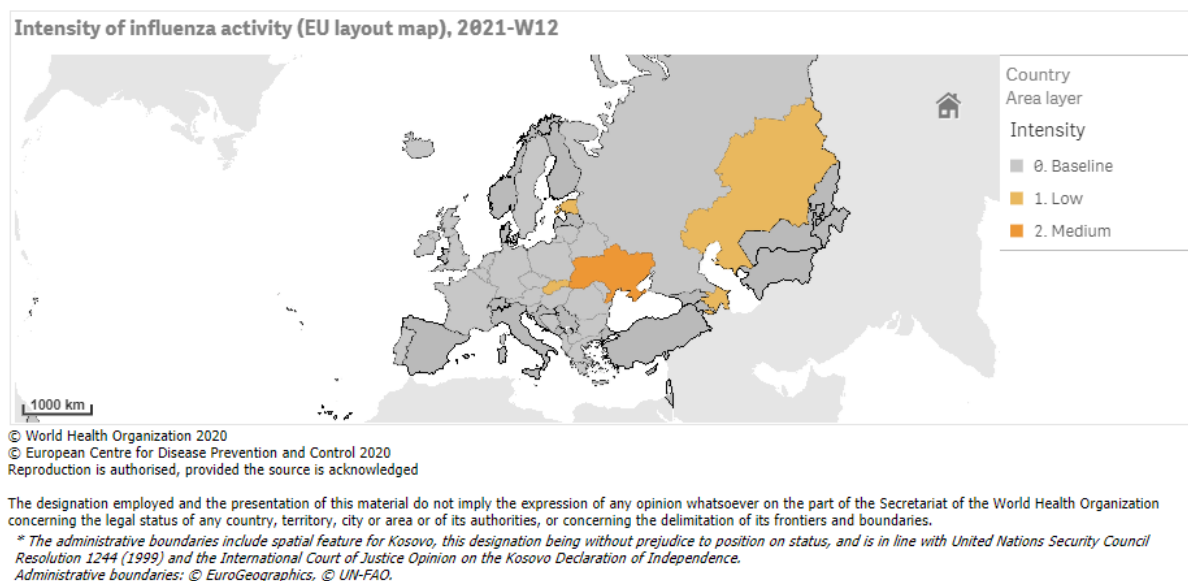 Intensity of influenza activity (EU layout map), 2021-W12
Country
Area layer
Intensity
0. Baseline
1. Low
2. Medium
1000 km
© World Health Organization 2020
© European Centre for Disease Prevention and Control 2020
Reproduction is authorised, provided the source is acknowledged
The designation employed and the presentation of this material do not imply the expression of any opinion whatsoever on the part of the Secretariat of the World Health Organization
concerning the legal status of any country, territory, city or area or of its authorities, or concerning the delimitation of its frontiers and boundaries.
* The administrative boundaries include spatial feature for Kosovo, this designation being without prejudice to position on status, and is in line with United Nations Security Council
Resolution 1244 (1999) and the International Court of Justice Opinion on the Kosovo Declaration of Independence.
Administrative boundaries: © EuroGeographics, © UN-FAO.